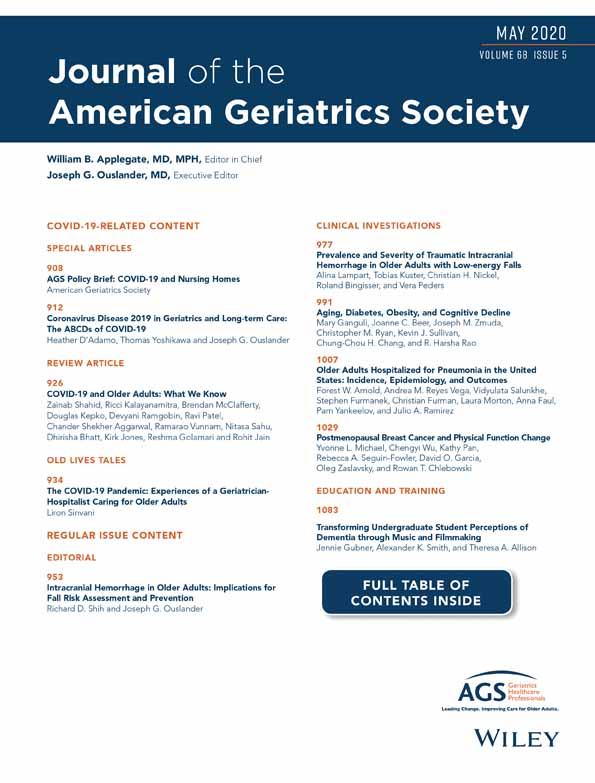 MAY 2020
VOLUME 68 ISSUE 5
Journal of the
American Geriatrics Society
William B. Applegate, MD, MPH, Editor in Chief
Joseph G. Ouslander, MD, Executive Editor
COVID-19-RELATED CONTENT
SPECIAL ARTICLES
908
AGS Policy Brief: COVID-19 and Nursing Homes
American Geriatrics Society
912
Coronavirus Disease 2019 in Geriatrics and Long-term Care:
The ABCDs of COVID-19
Heather D'Adamo, Thomas Yoshikawa and Joseph G. Ouslander
REVIEW ARTICLE
926
COVID-19 and Older Adults: What We Know
Zainab Shahid, Ricci Kalayanamitra, Brendan McClafferty,
Douglas Kepko, Devyani Ramgobin, Ravi Patel,
Chander Shekher Aggarwal, Ramarao Vunnam, Nitasa Sahu,
Dhirisha Bhatt, Kirk Jones, Reshma Golamari and Rohit Jain
OLD LIVES TALES
934
The COVID-19 Pandemic: Experiences of a Geriatrician-
Hospitalist Caring for Older Adults
Liron Sinvani
REGULAR ISSUE CONTENT
EDITORIAL
953
Intracranial Hemorrhage in Older Adults: Implications for
Fall Risk Assessment and Prevention
Richard D. Shih and Joseph G. Ouslander
CLINICAL INVESTIGATIONS
977
Prevalence and Severity of Traumatic Intracranial
Hemorrhage in Older Adults with Low-energy Falls
Alina Lampart, Tobias Kuster, Christian H. Nickel,
Roland Bingisser, and Vera Peders
991
Aging, Diabetes, Obesity, and Cognitive Decline
Mary Ganguli, Joanne C. Beer, Joseph M. Zmuda,
Christopher M. Ryan, Kevin J. Sullivan,
Chung-Chou H. Chang, and R. Harsha Rao
1007
Older Adults Hospitalized for Pneumonia in the United
States: Incidence, Epidemiology, and Outcomes
Forest W. Arnold, Andrea M. Reyes Vega, Vidyulata Salunkhe,
Stephen Furmanek, Christian Furman, Laura Morton, Anna Faul,
Pam Yankeelov, and Julio A. Ramirez
1029
Postmenopausal Breast Cancer and Physical Function Change
Yvonne L. Michael, Chengyi Wu, Kathy Pan,
Rebecca A. Seguin-Fowler, David O. Garcia,
Oleg Zaslavsky, and Rowan T. Chlebowski
EDUCATION AND TRAINING
1083
Transforming Undergraduate Student Perceptions of
Dementia through Music and Filmmaking
Jennie Gubner, Alexander K. Smith, and Theresa A. Allison
FULL TABLE OF
CONTENTS INSIDE
AGS Geriatrics
Healthcare
Professionals
Leading Change. Improving Care for Older Adults.
WILEY